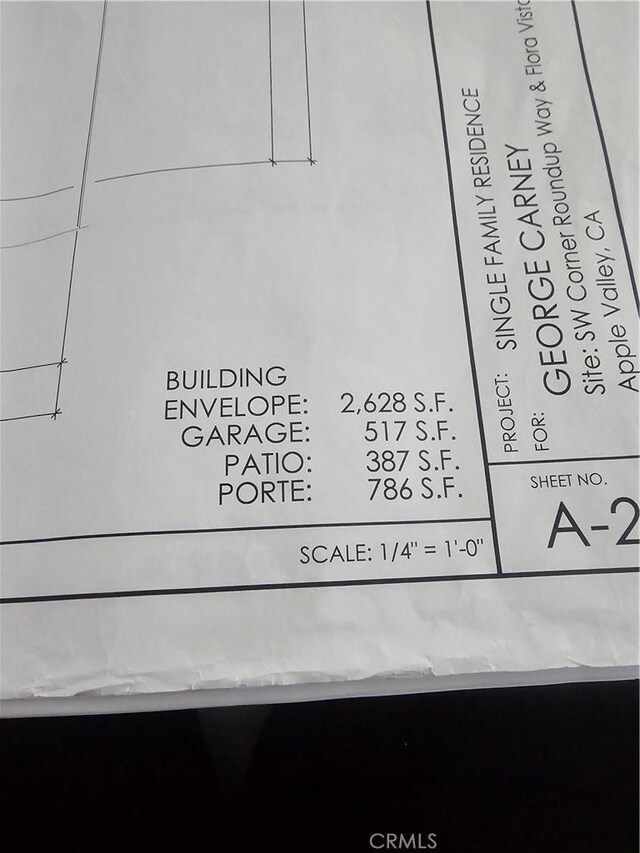 BUILDING
ENVELOPE: 2,628 S.F.
GARAGE: 517 S.F.
PATIO: 387 S.F.
PORTE: 786 S.F.
SCALE: 1/4" = 1'-0"
PROJECT: SINGLE FAMILY RESIDENCE
FOR: GEORGE CARNEY
Site: SW Corner Roundup Way & Flora Vista
Apple Valley, CA
SHEET NO.
A-2
CRMLS